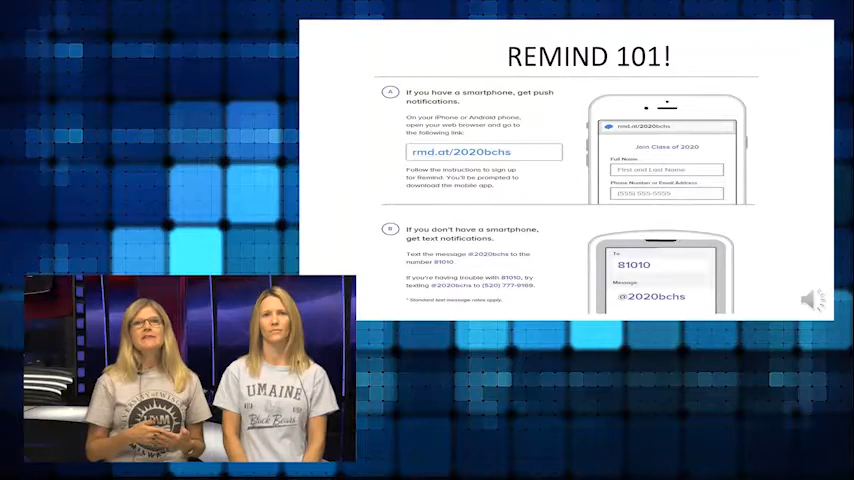 REMIND 101!
A
If you have a smartphone, get push
notifications.
On your iPhone or Android phone,
open your web browser and go to
the following link:
rmd.at/2020bchs
Follow the instructions to sign up
for Remind. You'll be prompted to
download the mobile app.
rmd.at/2020bchs
Join Class of 2020
Full Name
First and Last Name
Phone Number or Email Address
(555) 555-5555
B
If you don't have a smartphone,
get text notifications.
Text the message @2020bchs to the
number 81010.
If you're having trouble with 81010, try
texting @2020bchs to (520) 777-9169.
* Standard text message rates apply.
To
81010
Message
@2020bchs
UMAINE
Black Bears